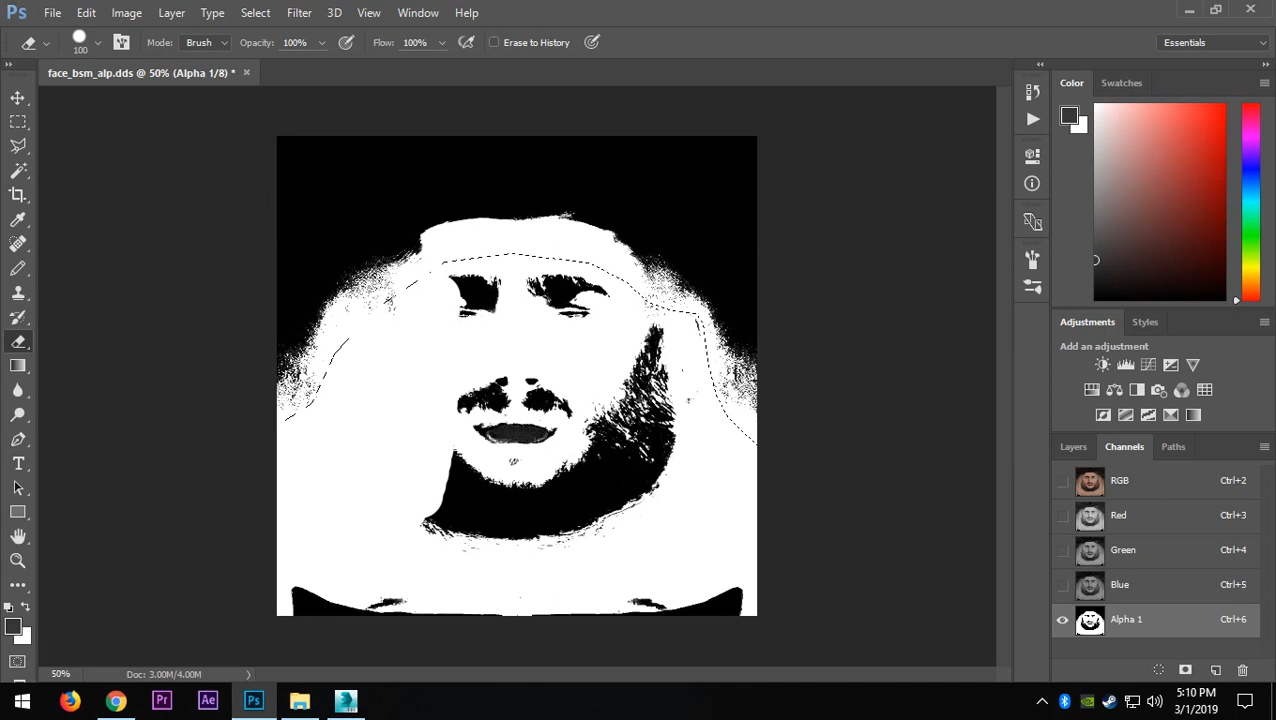 Ps File Edit Image Layer Type Select Filter 3D View Window Help
100 Mode: Brush Opacity: 100% Flow: 100% Erase to History Essentials
face_bsm_alp.dds @ 50% (Alpha 1/8) *
Color Swatches
Adjustments Styles
Add an adjustment
Layers Channels Paths
RGB Ctrl+2
Red Ctrl+3
Green Ctrl+4
Blue Ctrl+5
Alpha 1 Ctrl+6
50% Doc: 3.00M/4.00M
Pr Ae Ps
5:10 PM
3/1/2019